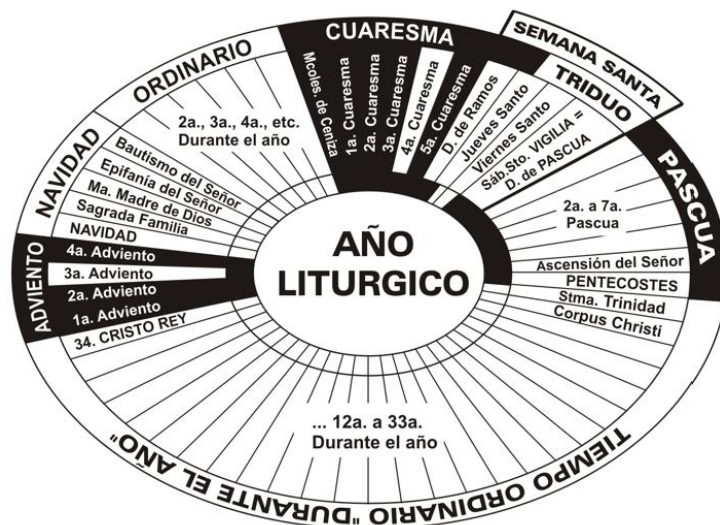 AÑO
LITURGICO
ADVIENTO
1a. Adviento
2a. Adviento
3a. Adviento
4a. Adviento
NAVIDAD
NAVIDAD
Sagrada Familia
Ma. Madre de Dios
Epifanía del Señor
Bautismo del Señor
ORDINARIO
2a., 3a., 4a., etc.
Durante el año
CUARESMA
Mcoles. de Ceniza
1a. Cuaresma
2a. Cuaresma
3a. Cuaresma
4a. Cuaresma
5a. Cuaresma
SEMANA SANTA
D. de Ramos
Jueves Santo
Viernes Santo
TRIDUO
Sáb.Sto. VIGILIA =
D. de PASCUA
PASCUA
2a. a 7a.
Pascua
Ascensión del Señor
PENTECOSTES
Stma. Trinidad
Corpus Christi
TIEMPO ORDINARIO "DURANTE EL AÑO"
... 12a. a 33a.
Durante el año
34. CRISTO REY